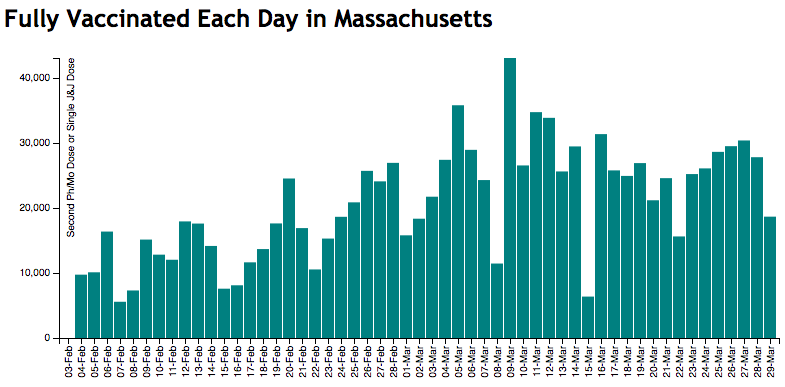 Fully Vaccinated Each Day in Massachusetts
Second Ph/Mo Dose or Single J&J Dose
40,000
30,000
20,000
10,000
0
03-Feb
04-Feb
05-Feb
06-Feb
07-Feb
08-Feb
09-Feb
10-Feb
11-Feb
12-Feb
13-Feb
14-Feb
15-Feb
16-Feb
17-Feb
18-Feb
19-Feb
20-Feb
21-Feb
22-Feb
23-Feb
24-Feb
25-Feb
26-Feb
27-Feb
28-Feb
01-Mar
02-Mar
03-Mar
04-Mar
05-Mar
06-Mar
07-Mar
08-Mar
09-Mar
10-Mar
11-Mar
12-Mar
13-Mar
14-Mar
15-Mar
16-Mar
17-Mar
18-Mar
19-Mar
20-Mar
21-Mar
22-Mar
23-Mar
24-Mar
25-Mar
26-Mar
27-Mar
28-Mar
29-Mar